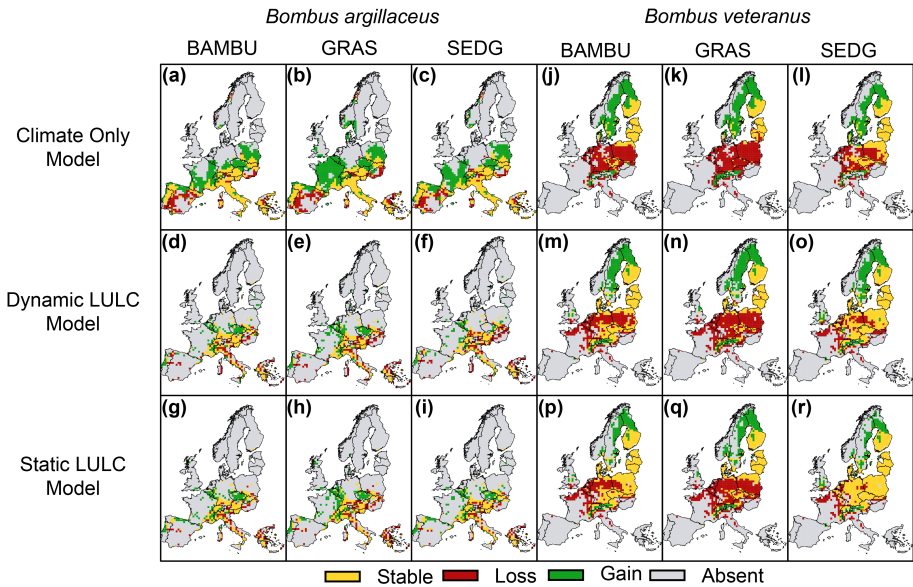 Bombus argillaceus Bombus veteranus
BAMBU GRAS SEDG BAMBU GRAS SEDG
(a) (b) (c) (j) (k) (l)
Climate Only
Model
(d) (e) (f) (m) (n) (o)
Dynamic LULC
Model
(g) (h) (i) (p) (q) (r)
Static LULC
Model
Stable Loss Gain Absent